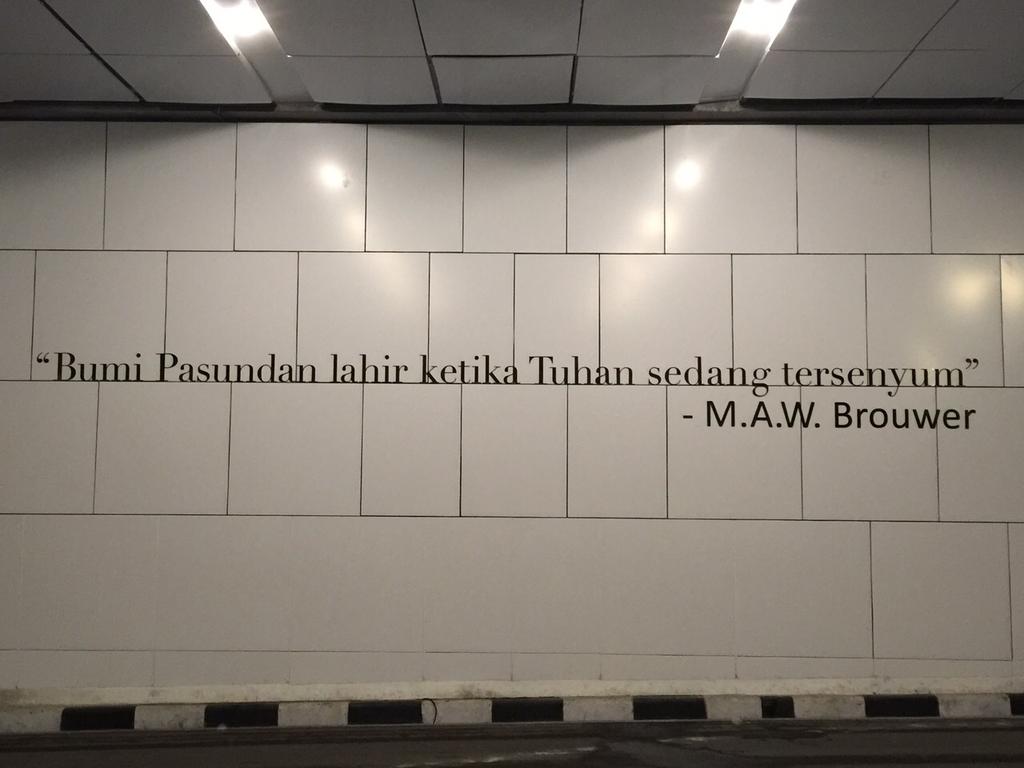 “Bumi Pasundan lahir ketika Tuhan sedang tersenyum”
- M.A.W. Brouwer